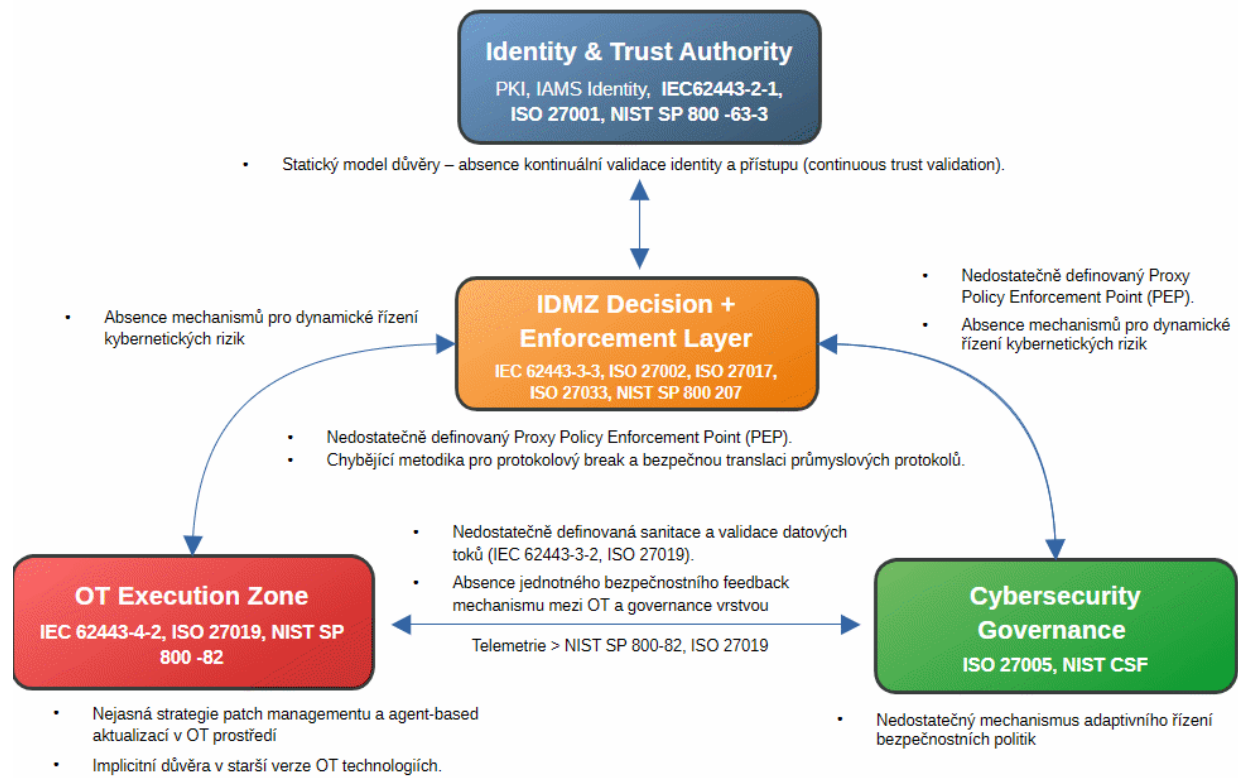 Identity & Trust Authority
PKI, IAMS Identity, IEC62443-2-1,
ISO 27001, NIST SP 800 -63-3
• Statický model důvěry – absence kontinuální validace identity a přístupu (continuous trust validation).
• Nedostatečně definovaný Proxy
Policy Enforcement Point (PEP).
• Absence mechanismů pro dynamické
řízení kybernetických rizik
• Absence mechanismů pro dynamické řízení
kybernetických rizik
IDMZ Decision +
Enforcement Layer
IEC 62443-3-3, ISO 27002, ISO 27017,
ISO 27033, NIST SP 800 207
• Nedostatečně definovaný Proxy Policy Enforcement Point (PEP).
• Chybějící metodika pro protokolový break a bezpečnou translaci průmyslových protokolů.
• Nedostatečně definovaná sanitace a validace datových
toků (IEC 62443-3-2, ISO 27019).
• Absence jednotného bezpečnostního feedback
mechanismu mezi OT a governance vrstvou
Telemetrie > NIST SP 800-82, ISO 27019
OT Execution Zone
IEC 62443-4-2, ISO 27019, NIST SP
800 -82
Cybersecurity
Governance
ISO 27005, NIST CSF
• Nejasná strategie patch managementu a agent-based
aktualizací v OT prostředí
• Implicitní důvěra v starší verze OT technologiích.
• Nedostatečný mechanismus adaptivního řízení
bezpečnostních politik